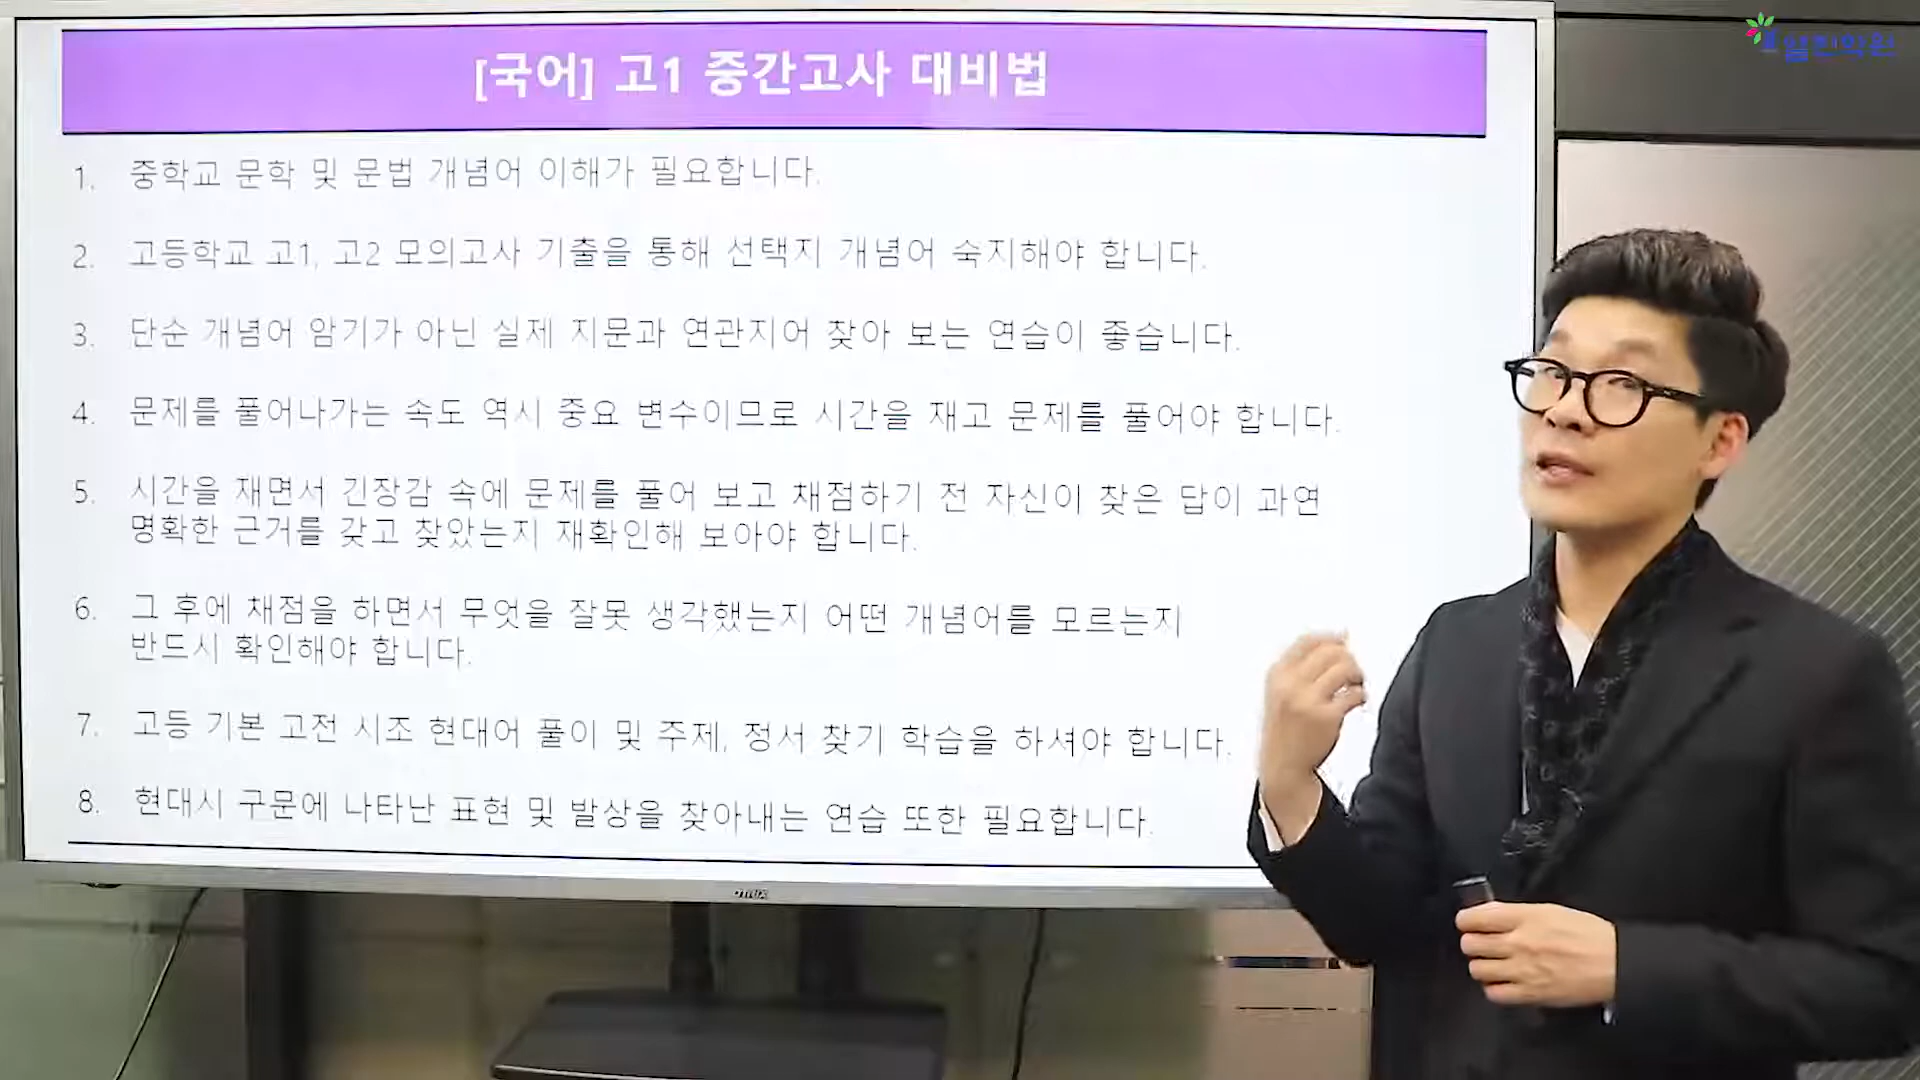 [국어] 고1 중간고사 대비법
1. 중학교 문학 및 문법 개념어 이해가 필요합니다.
2. 고등학교 고1, 고2 모의고사 기출을 통해 선택지 개념어 숙지해야 합니다.
3. 단순 개념어 암기가 아닌 실제 지문과 연관지어 찾아 보는 연습이 좋습니다.
4. 문제를 풀어나가는 속도 역시 중요 변수이므로 시간을 재고 문제를 풀어야 합니다.
5. 시간을 재면서 긴장감 속에 문제를 풀어 보고 채점하기 전 자신이 찾은 답이 과연
명확한 근거를 갖고 찾았는지 재확인해 보아야 합니다.
6. 그 후에 채점을 하면서 무엇을 잘못 생각했는지 어떤 개념어를 모르는지
반드시 확인해야 합니다.
7. 고등 기본 고전 시조 현대어 풀이 및 주제, 정서 찾기 학습을 하셔야 합니다.
8. 현대시 구문에 나타난 표현 및 발상을 찾아내는 연습 또한 필요합니다.